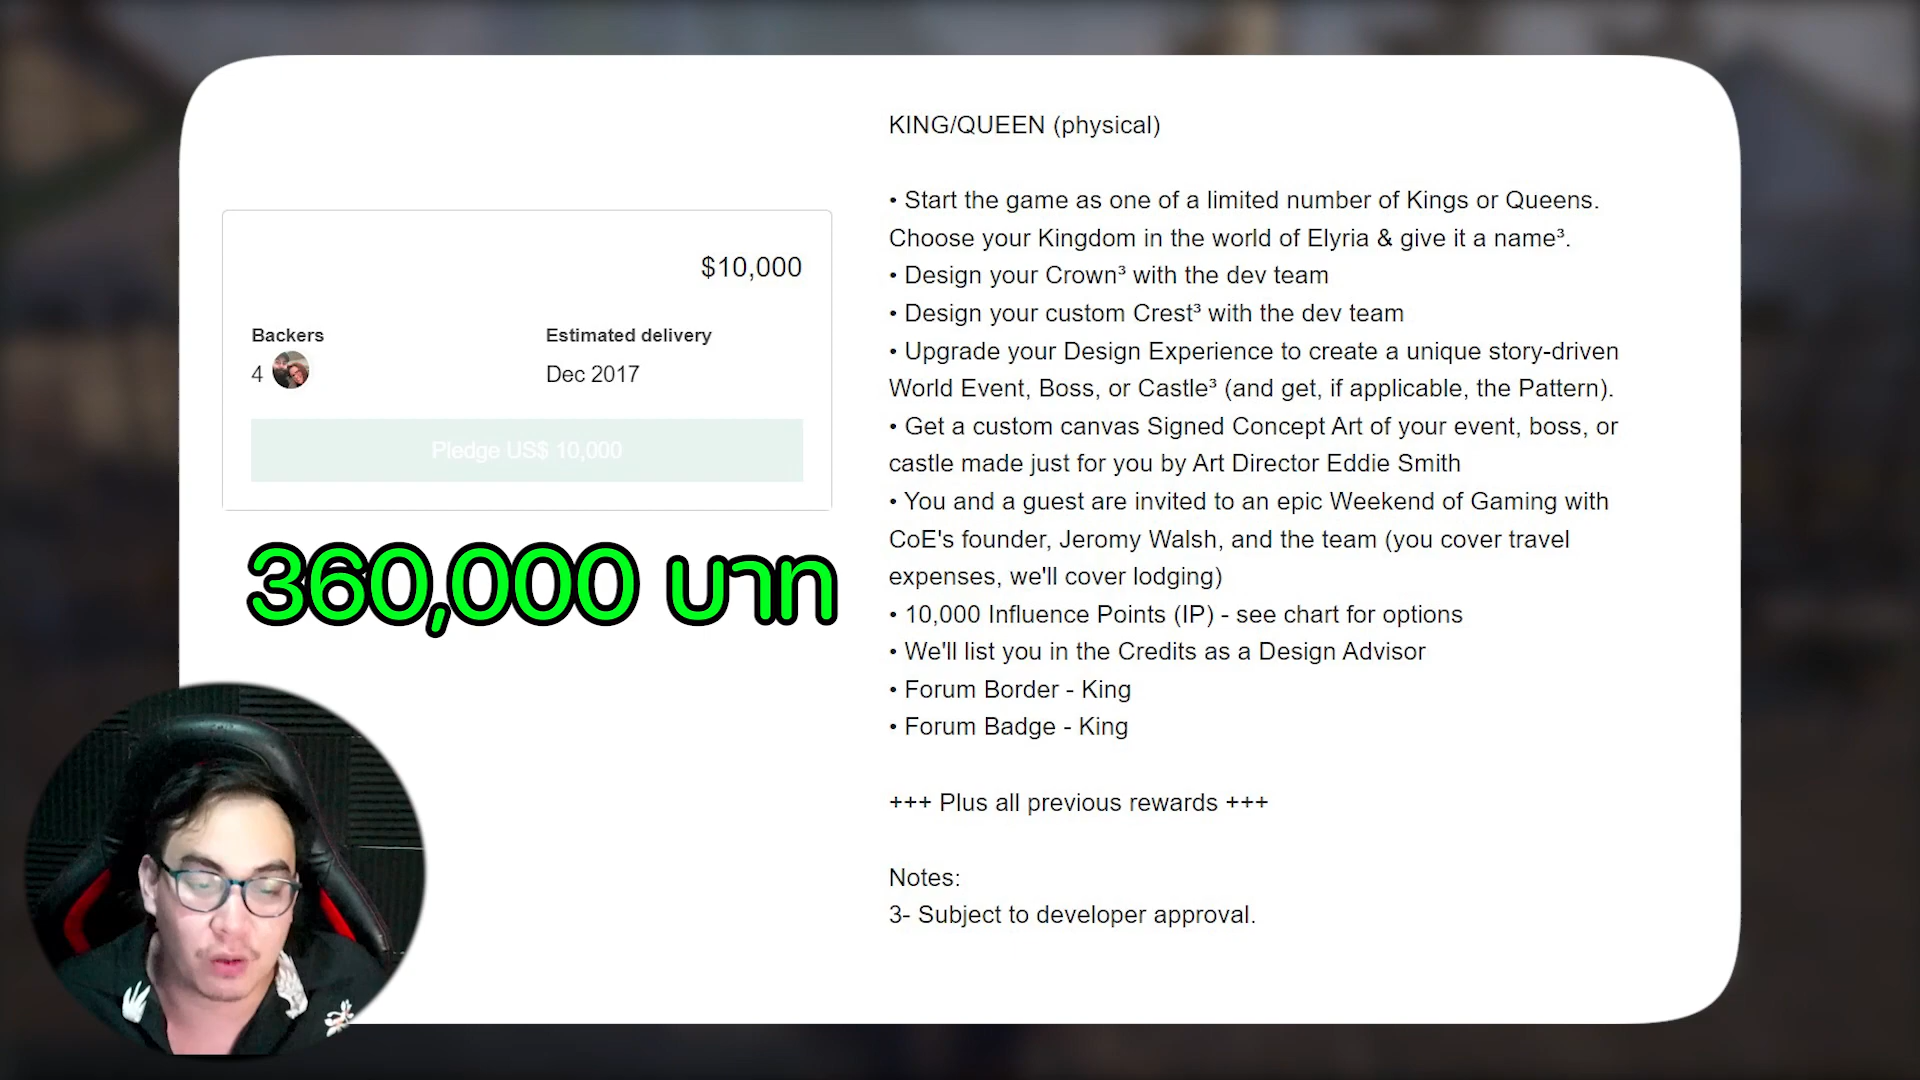 $10,000
Backers
Estimated delivery
4
Dec 2017
Pledge US$ 10,000
360,000 บาท
KING/QUEEN (physical)
• Start the game as one of a limited number of Kings or Queens.
Choose your Kingdom in the world of Elyria & give it a name³.
• Design your Crown³ with the dev team
• Design your custom Crest³ with the dev team
• Upgrade your Design Experience to create a unique story-driven
World Event, Boss, or Castle³ (and get, if applicable, the Pattern).
• Get a custom canvas Signed Concept Art of your event, boss, or
castle made just for you by Art Director Eddie Smith
• You and a guest are invited to an epic Weekend of Gaming with
CoE's founder, Jeromy Walsh, and the team (you cover travel
expenses, we'll cover lodging)
• 10,000 Influence Points (IP) - see chart for options
• We'll list you in the Credits as a Design Advisor
• Forum Border - King
• Forum Badge - King
+++ Plus all previous rewards +++
Notes:
3- Subject to developer approval.